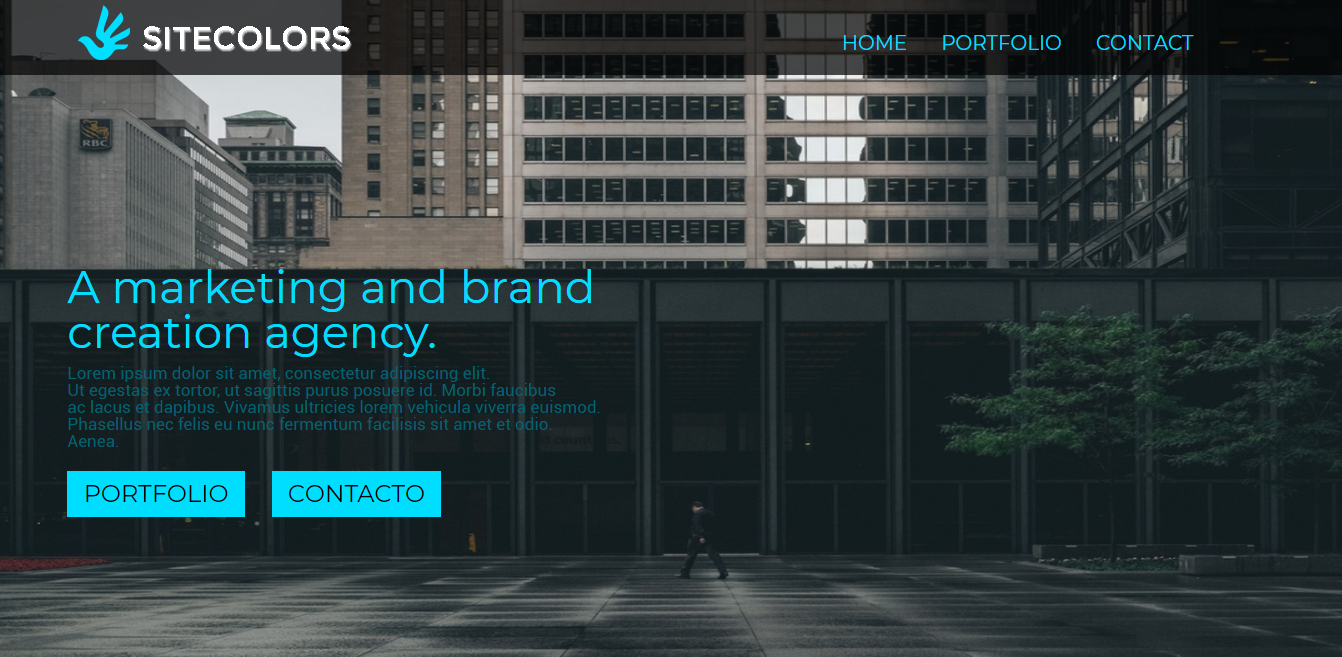 SITECOLORS
HOME PORTFOLIO CONTACT
RBC
A marketing and brand
creation agency.
Lorem ipsum dolor sit amet, consectetur adipiscing elit.
Ut egestas ex tortor, ut sagittis purus posuere id. Morbi faucibus
ac lacus et dapibus. Vivamus ultricies lorem vehicula viverra euismod.
Phasellus nec felis eu nunc fermentum facilisis sit amet et odio.
Aenea.
PORTFOLIO CONTACTO